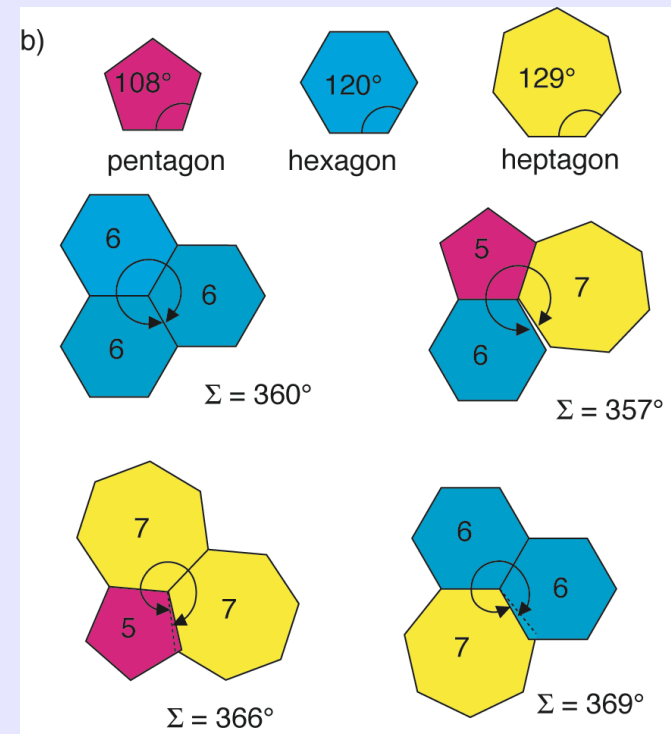 b)
108° 120° 129°
pentagon hexagon heptagon
6 6 6
Σ = 360°
5 7 6
Σ = 357°
7 7 5
Σ = 366°
6 6 7
Σ = 369°